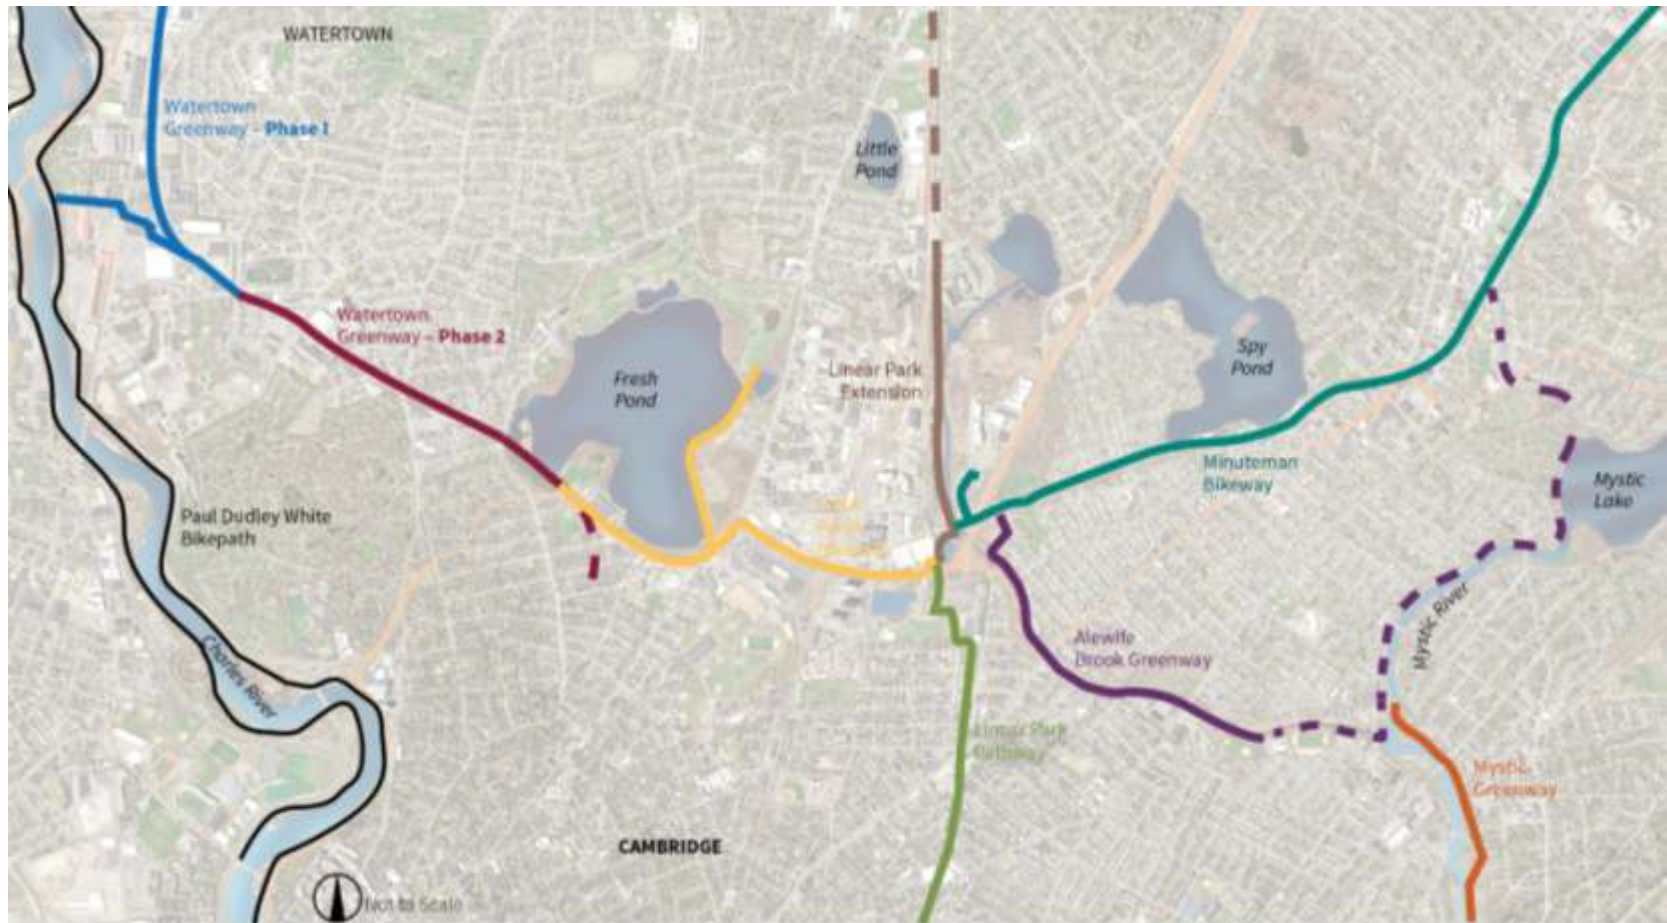 WATERTOWN
Watertown
Greenway – Phase I
Little
Pond
Watertown
Greenway – Phase 2
Fresh
Pond
Linear Park
Extension
Spy
Pond
Minuteman
Bikeway
Mystic
Lake
Paul Dudley White
Bikepath
Mystic River
Charles River
Alewife
Brook Greenway
Linear Park
Mystic
Greenway
CAMBRIDGE
Not to Scale